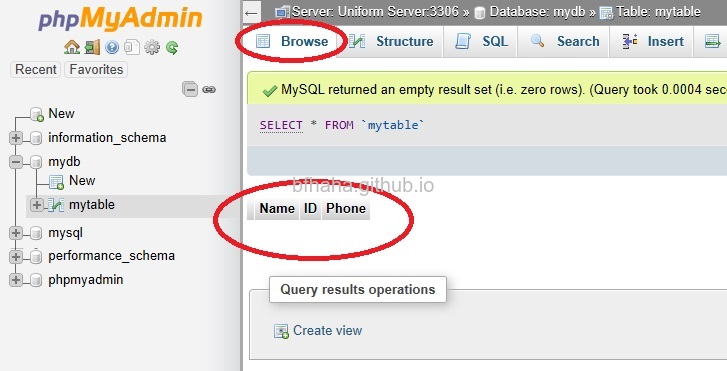 phpMyAdmin
Server: Uniform Server:3306 » Database: mydb » Table: mytable
Browse Structure SQL Search Insert
Recent Favorites
MySQL returned an empty result set (i.e. zero rows). (Query took 0.0004 seco
New
SELECT * FROM `mytable`
information_schema
mydb
New
bfhaha.github.io
mytable
Name ID Phone
mysql
performance_schema
phpmyadmin
Query results operations
Create view